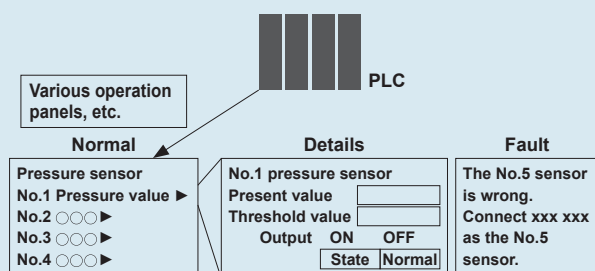 PLC
Various operation
panels, etc.
Normal
Pressure sensor
No.1 Pressure value ►
No.2 ○○○►
No.3 ○○○►
No.4 ○○○►
Details
No.1 pressure sensor
Present value
Threshold value
Output ON OFF
State Normal
Fault
The No.5 sensor
is wrong.
Connect xxx xxx
as the No.5
sensor.